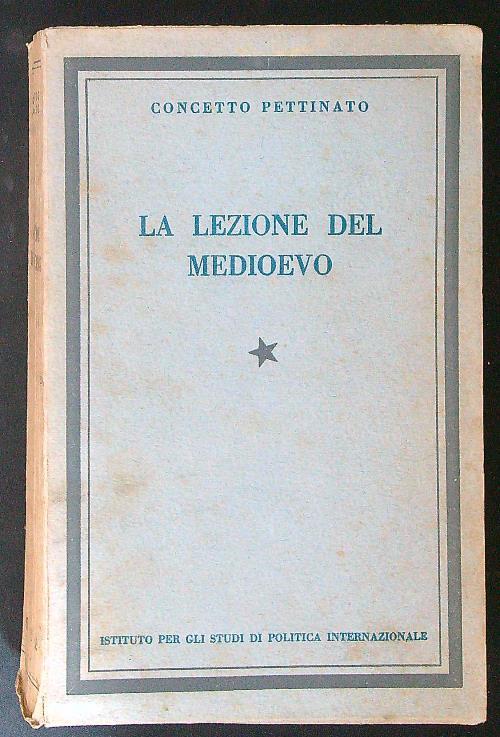 CONCETTO PETTINATO
LA LEZIONE DEL
MEDIOEVO
ISTITUTO PER GLI STUDI DI POLITICA INTERNAZIONALE